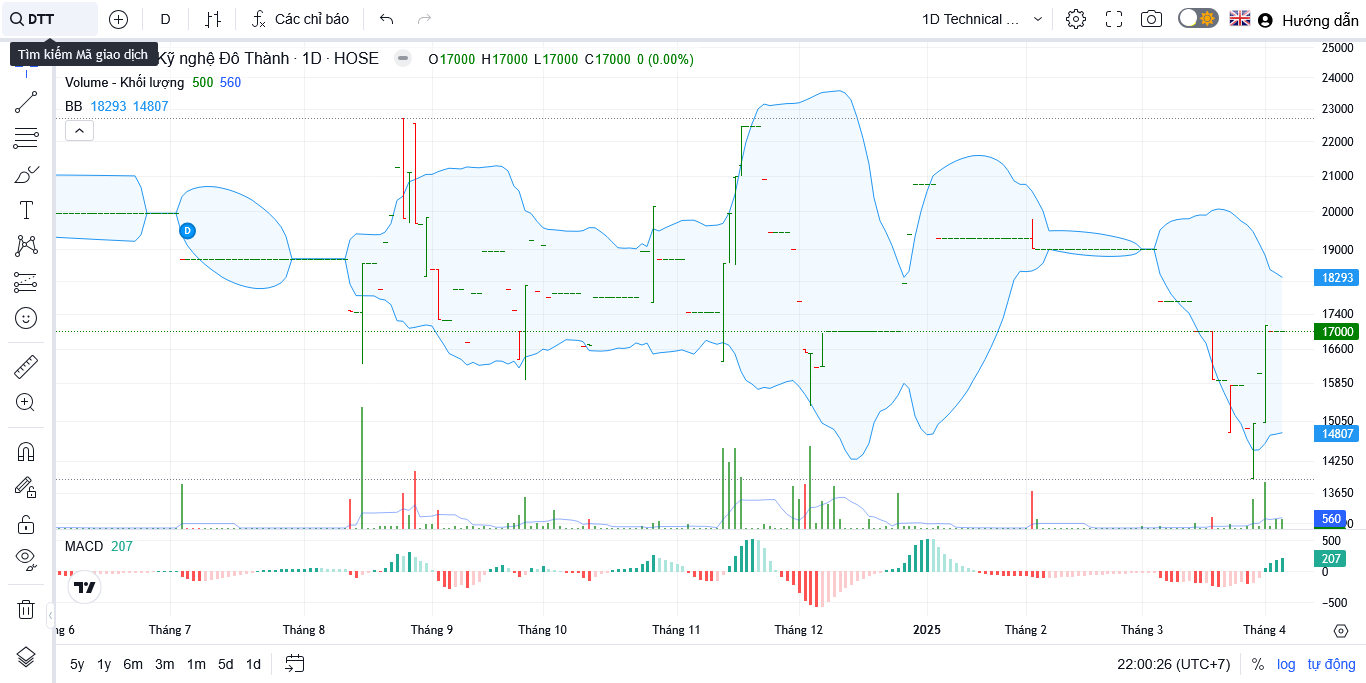 DTT D Các chỉ báo 1D Technical ... Hướng dẫn
Tìm kiếm Mã giao dịch Kỹ nghệ Đô Thành · 1D · HOSE O17000 H17000 L17000 C17000 0 (0.00%)
Volume - Khối lượng 500 560
BB 18293 14807
D
25000
24000
23000
22000
21000
20000
19000
18293
17400
17000
16600
15850
15050
14807
14250
13650
560
MACD 207
500
207
0
−500
ng 6 Tháng 7 Tháng 8 Tháng 9 Tháng 10 Tháng 11 Tháng 12 2025 Tháng 2 Tháng 3 Tháng 4
5y 1y 6m 3m 1m 5d 1d 22:00:26 (UTC+7) % log tự động